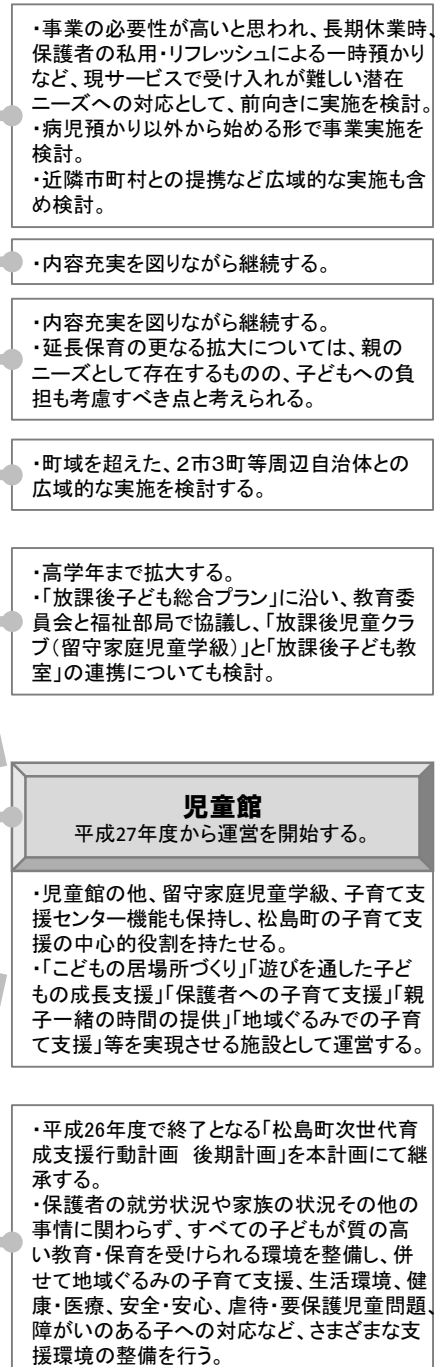 ・事業の必要性が高いと思われ、長期休業時、
保護者の私用・リフレッシュによる一時預かり
など、現サービスで受け入れが難しい潜在
ニーズへの対応として、前向きに実施を検討。
・病児預かり以外から始める形で事業実施を
検討。
・近隣市町村との提携など広域的な実施も含
め検討。
・内容充実を図りながら継続する。
・内容充実を図りながら継続する。
・延長保育の更なる拡大については、親の
ニーズとして存在するものの、子どもへの負
担も考慮すべき点と考えられる。
・町域を超えた、2市3町等周辺自治体との
広域的な実施を検討する。
・高学年まで拡大する。
・「放課後子ども総合プラン」に沿い、教育委
員会と福祉部局で協議し、「放課後児童クラ
ブ(留守家庭児童学級)」と「放課後子ども教
室」の連携についても検討。
児童館
平成27年度から運営を開始する。
・児童館の他、留守家庭児童学級、子育て支
援センター機能も保持し、松島町の子育て支
援の中心的役割を持たせる。
・「こどもの居場所づくり」「遊びを通した子ど
もの成長支援」「保護者への子育て支援」「親
子一緒の時間の提供」「地域ぐるみでの子育
て支援」等を実現させる施設として運営する。
・平成26年度で終了となる「松島町次世代育
成支援行動計画 後期計画」を本計画にて継
承する。
・保護者の就労状況や家族の状況その他の
事情に関わらず、すべての子どもが質の高
い教育・保育を受けられる環境を整備し、併
せて地域ぐるみの子育て支援、生活環境、健
康・医療、安全・安心、虐待・要保護児童問題、
障がいのある子への対応など、さまざまな支
援環境の整備を行う。